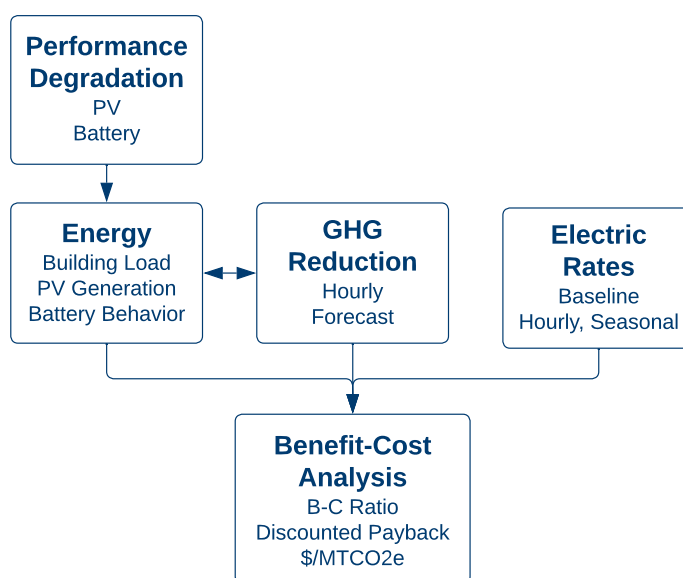 Performance
Degradation
PV
Battery
Energy
Building Load
PV Generation
Battery Behavior
GHG
Reduction
Hourly
Forecast
Electric
Rates
Baseline
Hourly, Seasonal
Benefit-Cost
Analysis
B-C Ratio
Discounted Payback
$/MTCO2e